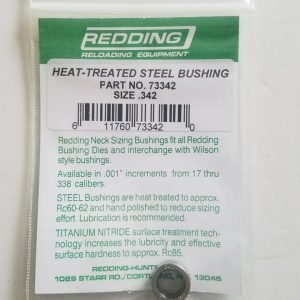 REDDING
RELOADING EQUIPMENT
HEAT-TREATED STEEL BUSHING
PART NO. 73342
SIZE .342
6 11760 73342 0
Redding Neck Sizing Bushings fit all Redding
Bushing Dies and interchange with Wilson
style bushings.
Available in .001" increments from 17 thru
338 calibers.
STEEL Bushings are heat treated to approx.
Rc60-62 and hand polished to reduce sizing
effort. Lubrication is recommended.
TITANIUM NITRIDE surface treatment tech-
nology increases the lubricity and effective
surface hardness to approx. Rc85.
REDDING-HUNTE
1089 STARR RD./CORTL 13045